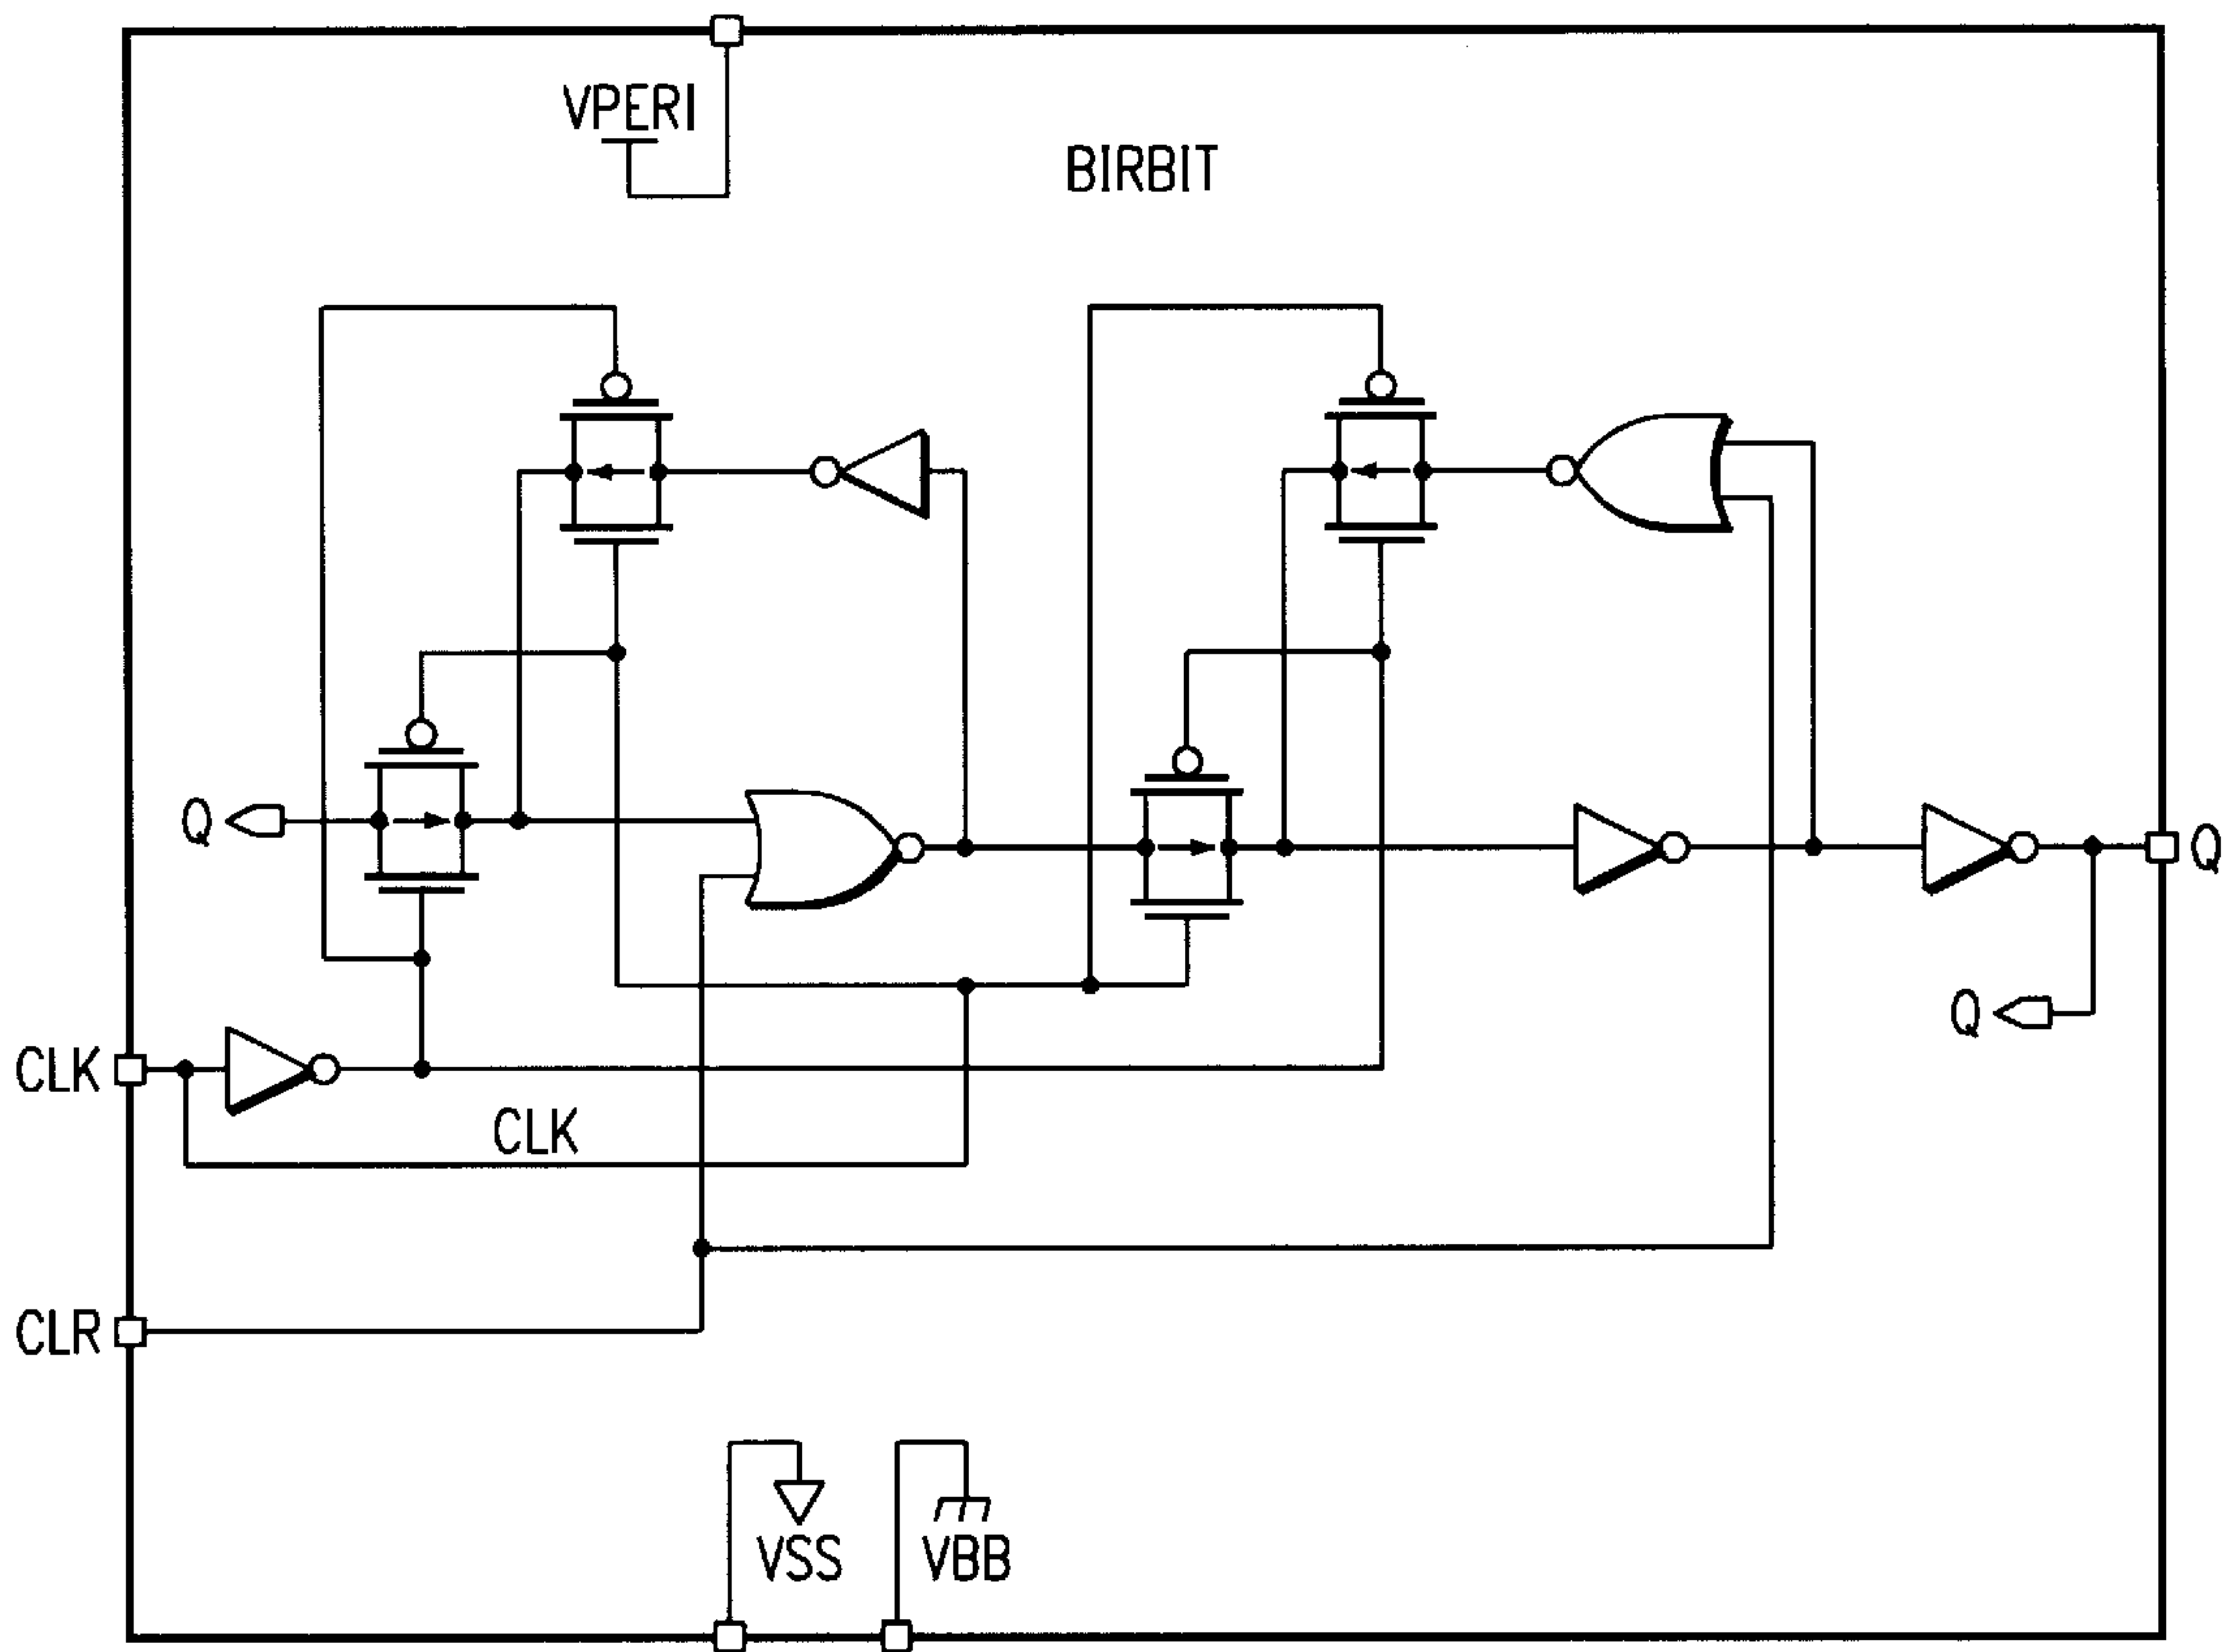 VPERI
BIRBIT
Q
Q
Q
CLK
CLK
CLR
VSS
VBB